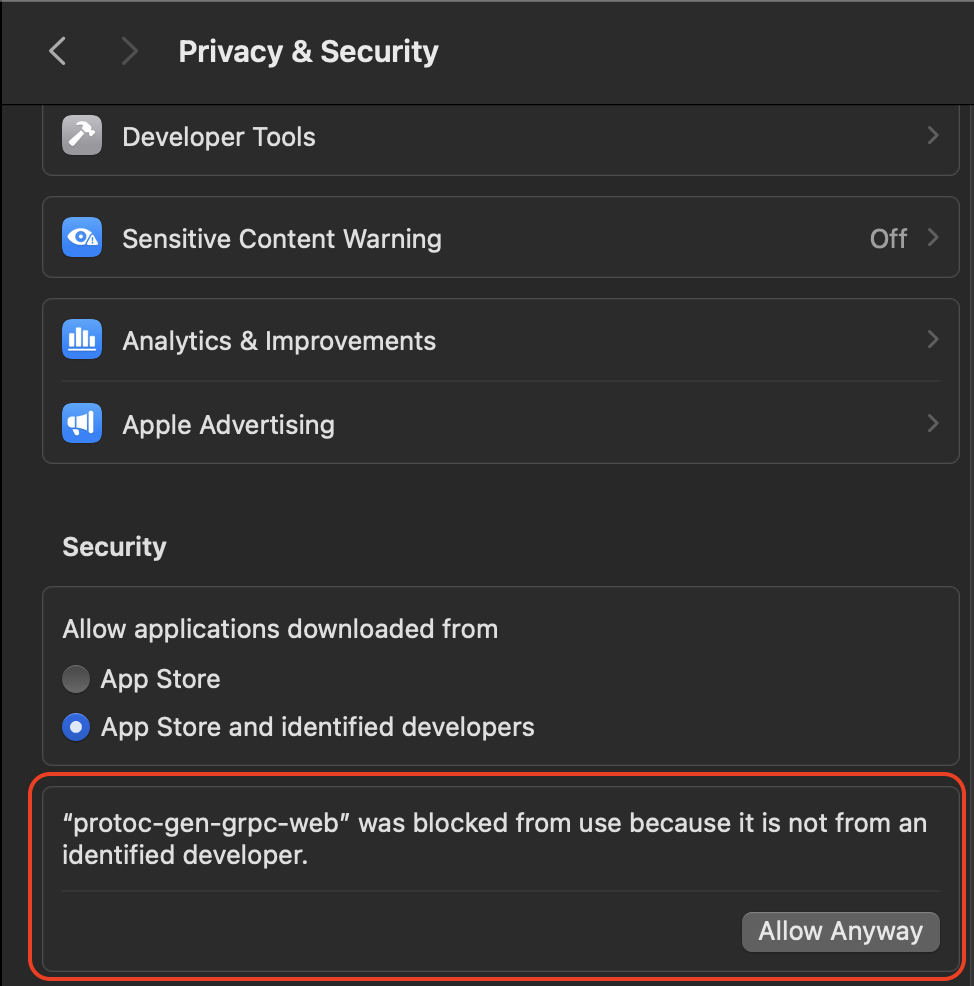 Privacy & Security
Developer Tools
Sensitive Content Warning Off
Analytics & Improvements
Apple Advertising
Security
Allow applications downloaded from
App Store
App Store and identified developers
“protoc-gen-grpc-web” was blocked from use because it is not from an
identified developer.
Allow Anyway